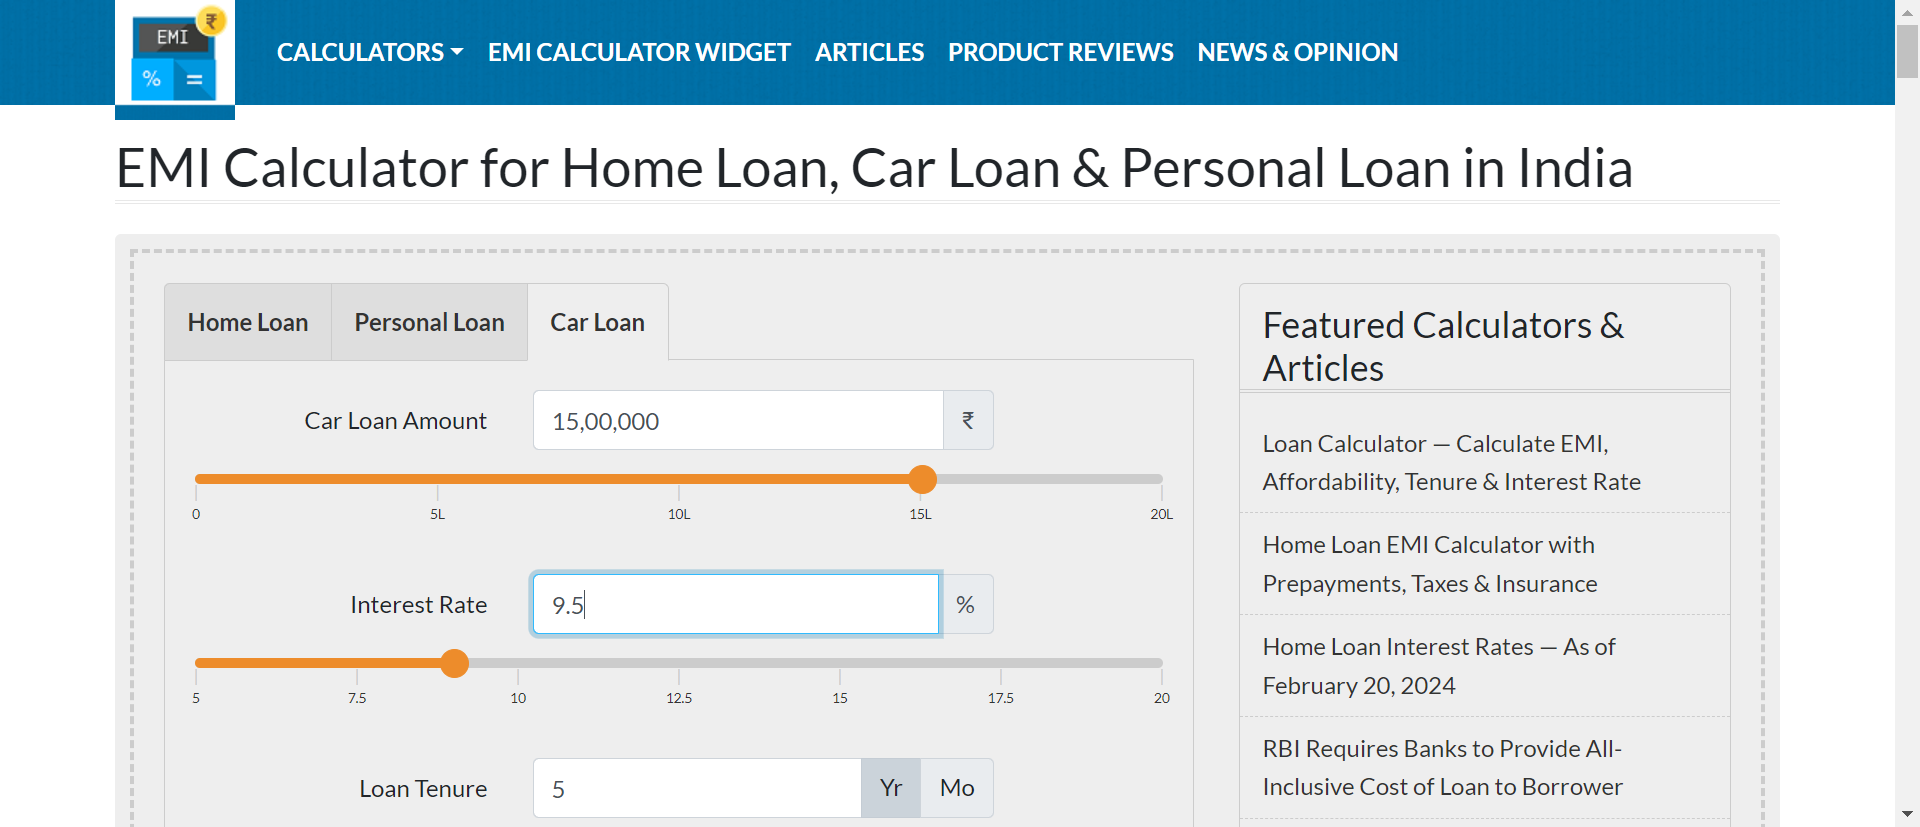 EMI
%
=
₹
CALCULATORS
EMI CALCULATOR WIDGET
ARTICLES
PRODUCT REVIEWS
NEWS & OPINION
EMI Calculator for Home Loan, Car Loan & Personal Loan in India
Home Loan
Personal Loan
Car Loan
Car Loan Amount
15,00,000
₹
0
5L
10L
15L
20L
Interest Rate
9.5
%
5
7.5
10
12.5
15
17.5
20
Loan Tenure
5
Yr
Mo
Featured Calculators &
Articles
Loan Calculator — Calculate EMI,
Affordability, Tenure & Interest Rate
Home Loan EMI Calculator with
Prepayments, Taxes & Insurance
Home Loan Interest Rates — As of
February 20, 2024
RBI Requires Banks to Provide All-
Inclusive Cost of Loan to Borrower